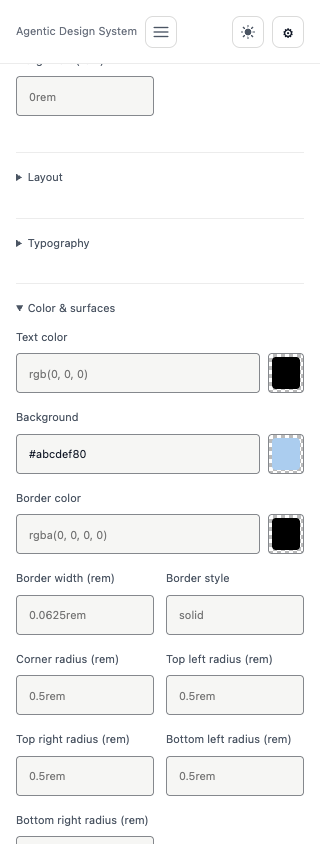 Agentic Design System
0rem
Layout
Typography
Color & surfaces
Text color
rgb(0, 0, 0)
Background
#abcdef80
Border color
rgba(0, 0, 0, 0)
Border width (rem)
Border style
0.0625rem
solid
Corner radius (rem)
Top left radius (rem)
0.5rem
0.5rem
Top right radius (rem)
Bottom left radius (rem)
0.5rem
0.5rem
Bottom right radius (rem)